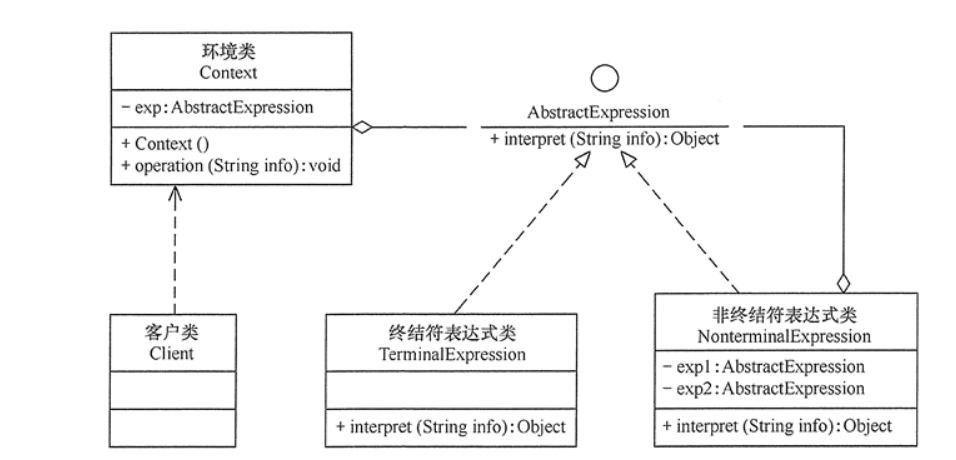 环境类
Context
- exp: AbstractExpression
+ Context ()
+ operation (String info): void
AbstractExpression
+ interpret (String info): Object
客户类
Client
终结符表达式类
TerminalExpression
+ interpret (String info): Object
非终结符表达式类
NonterminalExpression
- exp1: AbstractExpression
- exp2: AbstractExpression
+ interpret (String info): Object